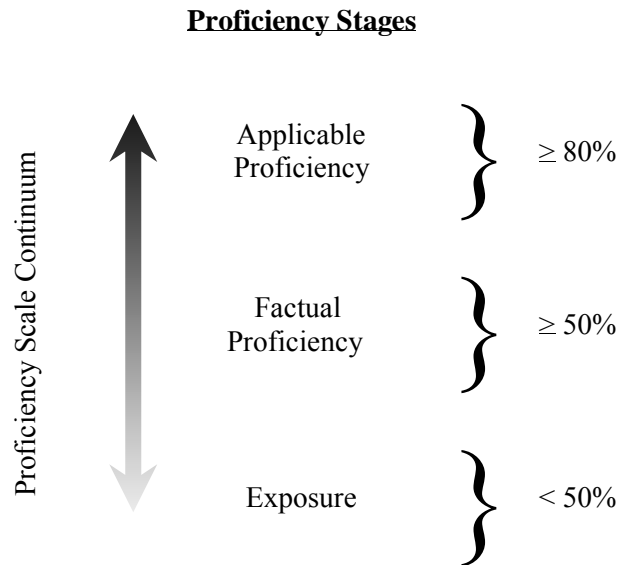 Proficiency Stages
Proficiency Scale Continuum
Applicable
Proficiency
≥ 80%
Factual
Proficiency
≥ 50%
Exposure
< 50%